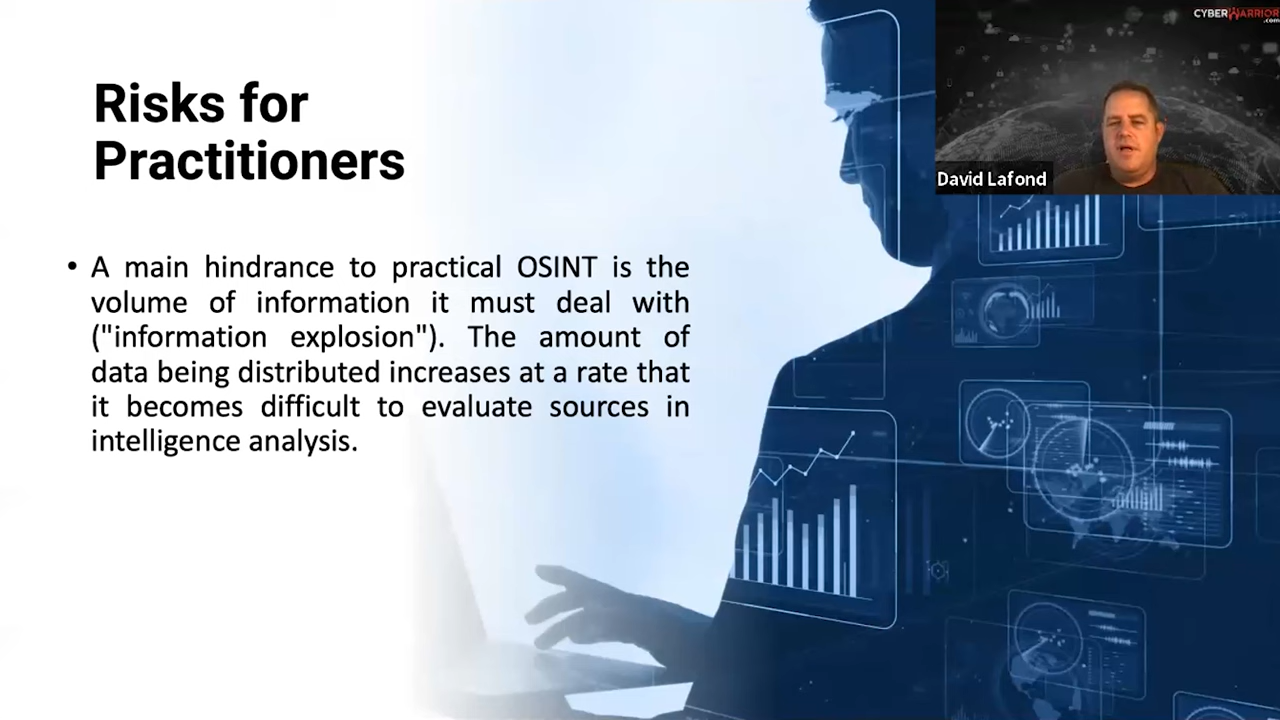 Risks for
Practitioners
• A main hindrance to practical OSINT is the
volume of information it must deal with
("information explosion"). The amount of
data being distributed increases at a rate that
it becomes difficult to evaluate sources in
intelligence analysis.
CYBERWARRIOR
.com
David Lafond